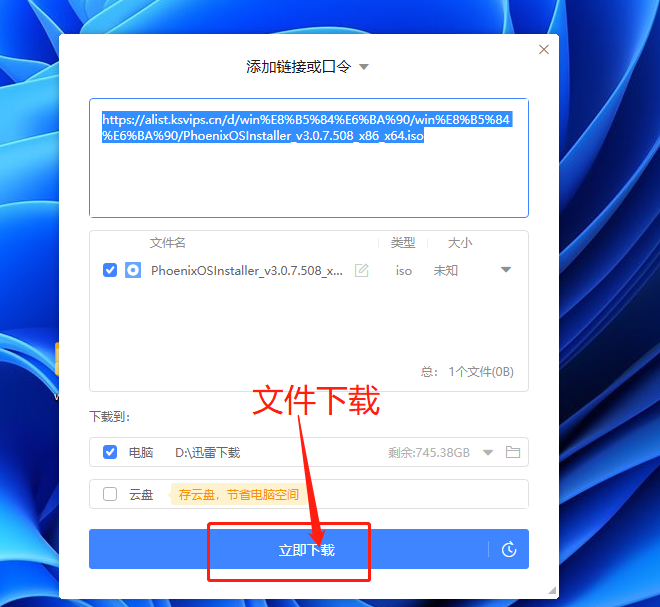 添加链接或口令
https://alist.ksvips.cn/d/win%E8%B5%84%E6%BA%90/win%E8%B5%84
%E6%BA%90/PhoenixOSInstaller_v3.0.7.508_x86_x64.iso
文件名 类型 大小
PhoenixOSInstaller_v3.0.7.508_x... iso 未知
总: 1个文件(0B)
文件下载
下载到:
电脑 D:\迅雷下载 剩余:745.38GB
云盘 存云盘，节省电脑空间
立即下载